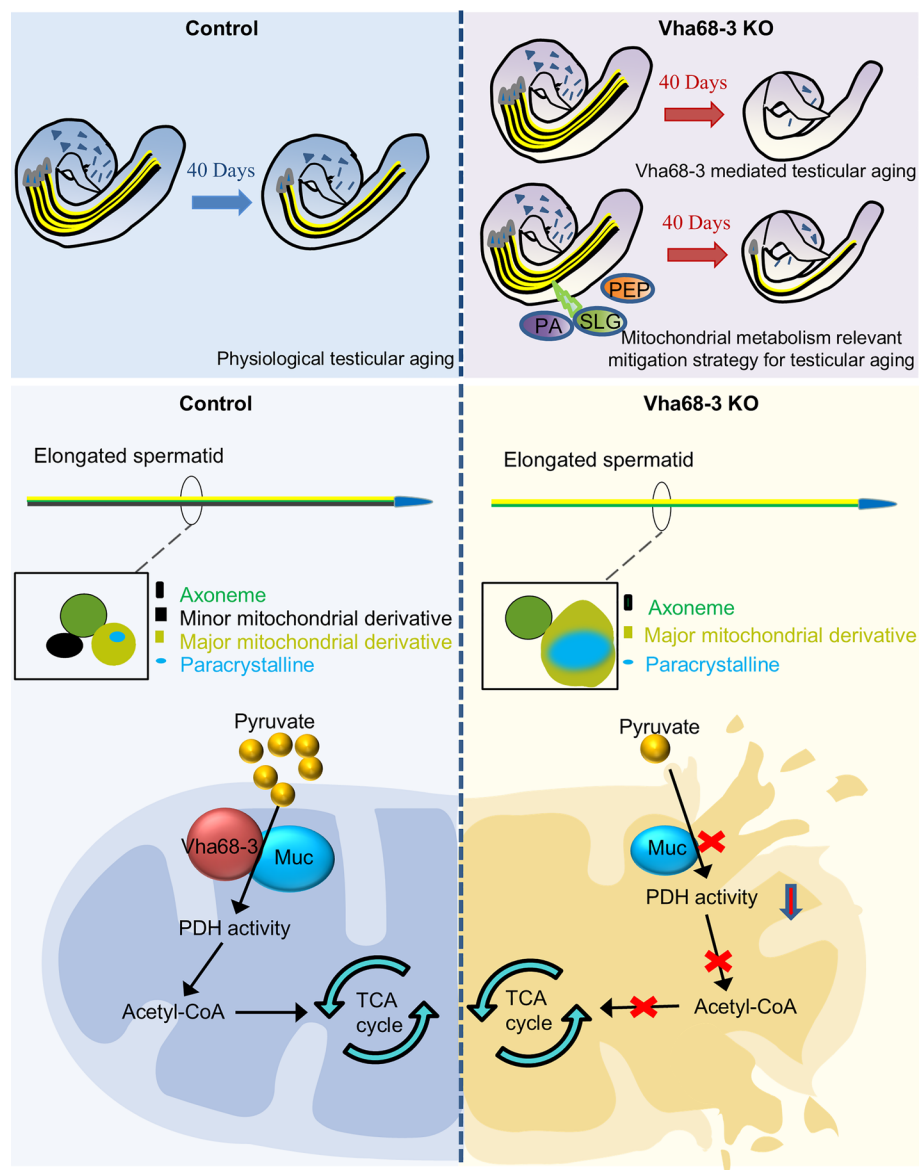 Control
40 Days
Physiological testicular aging
Vha68-3 KO
40 Days
Vha68-3 mediated testicular aging
40 Days
PEP
PA
SLG
Mitochondrial metabolism relevant
mitigation strategy for testicular aging
Control
Elongated spermatid
Axoneme
Minor mitochondrial derivative
Major mitochondrial derivative
Paracrystalline
Pyruvate
Vha68-3
Muc
PDH activity
Acetyl-CoA
TCA
cycle
Vha68-3 KO
Elongated spermatid
Axoneme
Major mitochondrial derivative
Paracrystalline
Pyruvate
Muc
PDH activity
Acetyl-CoA
TCA
cycle